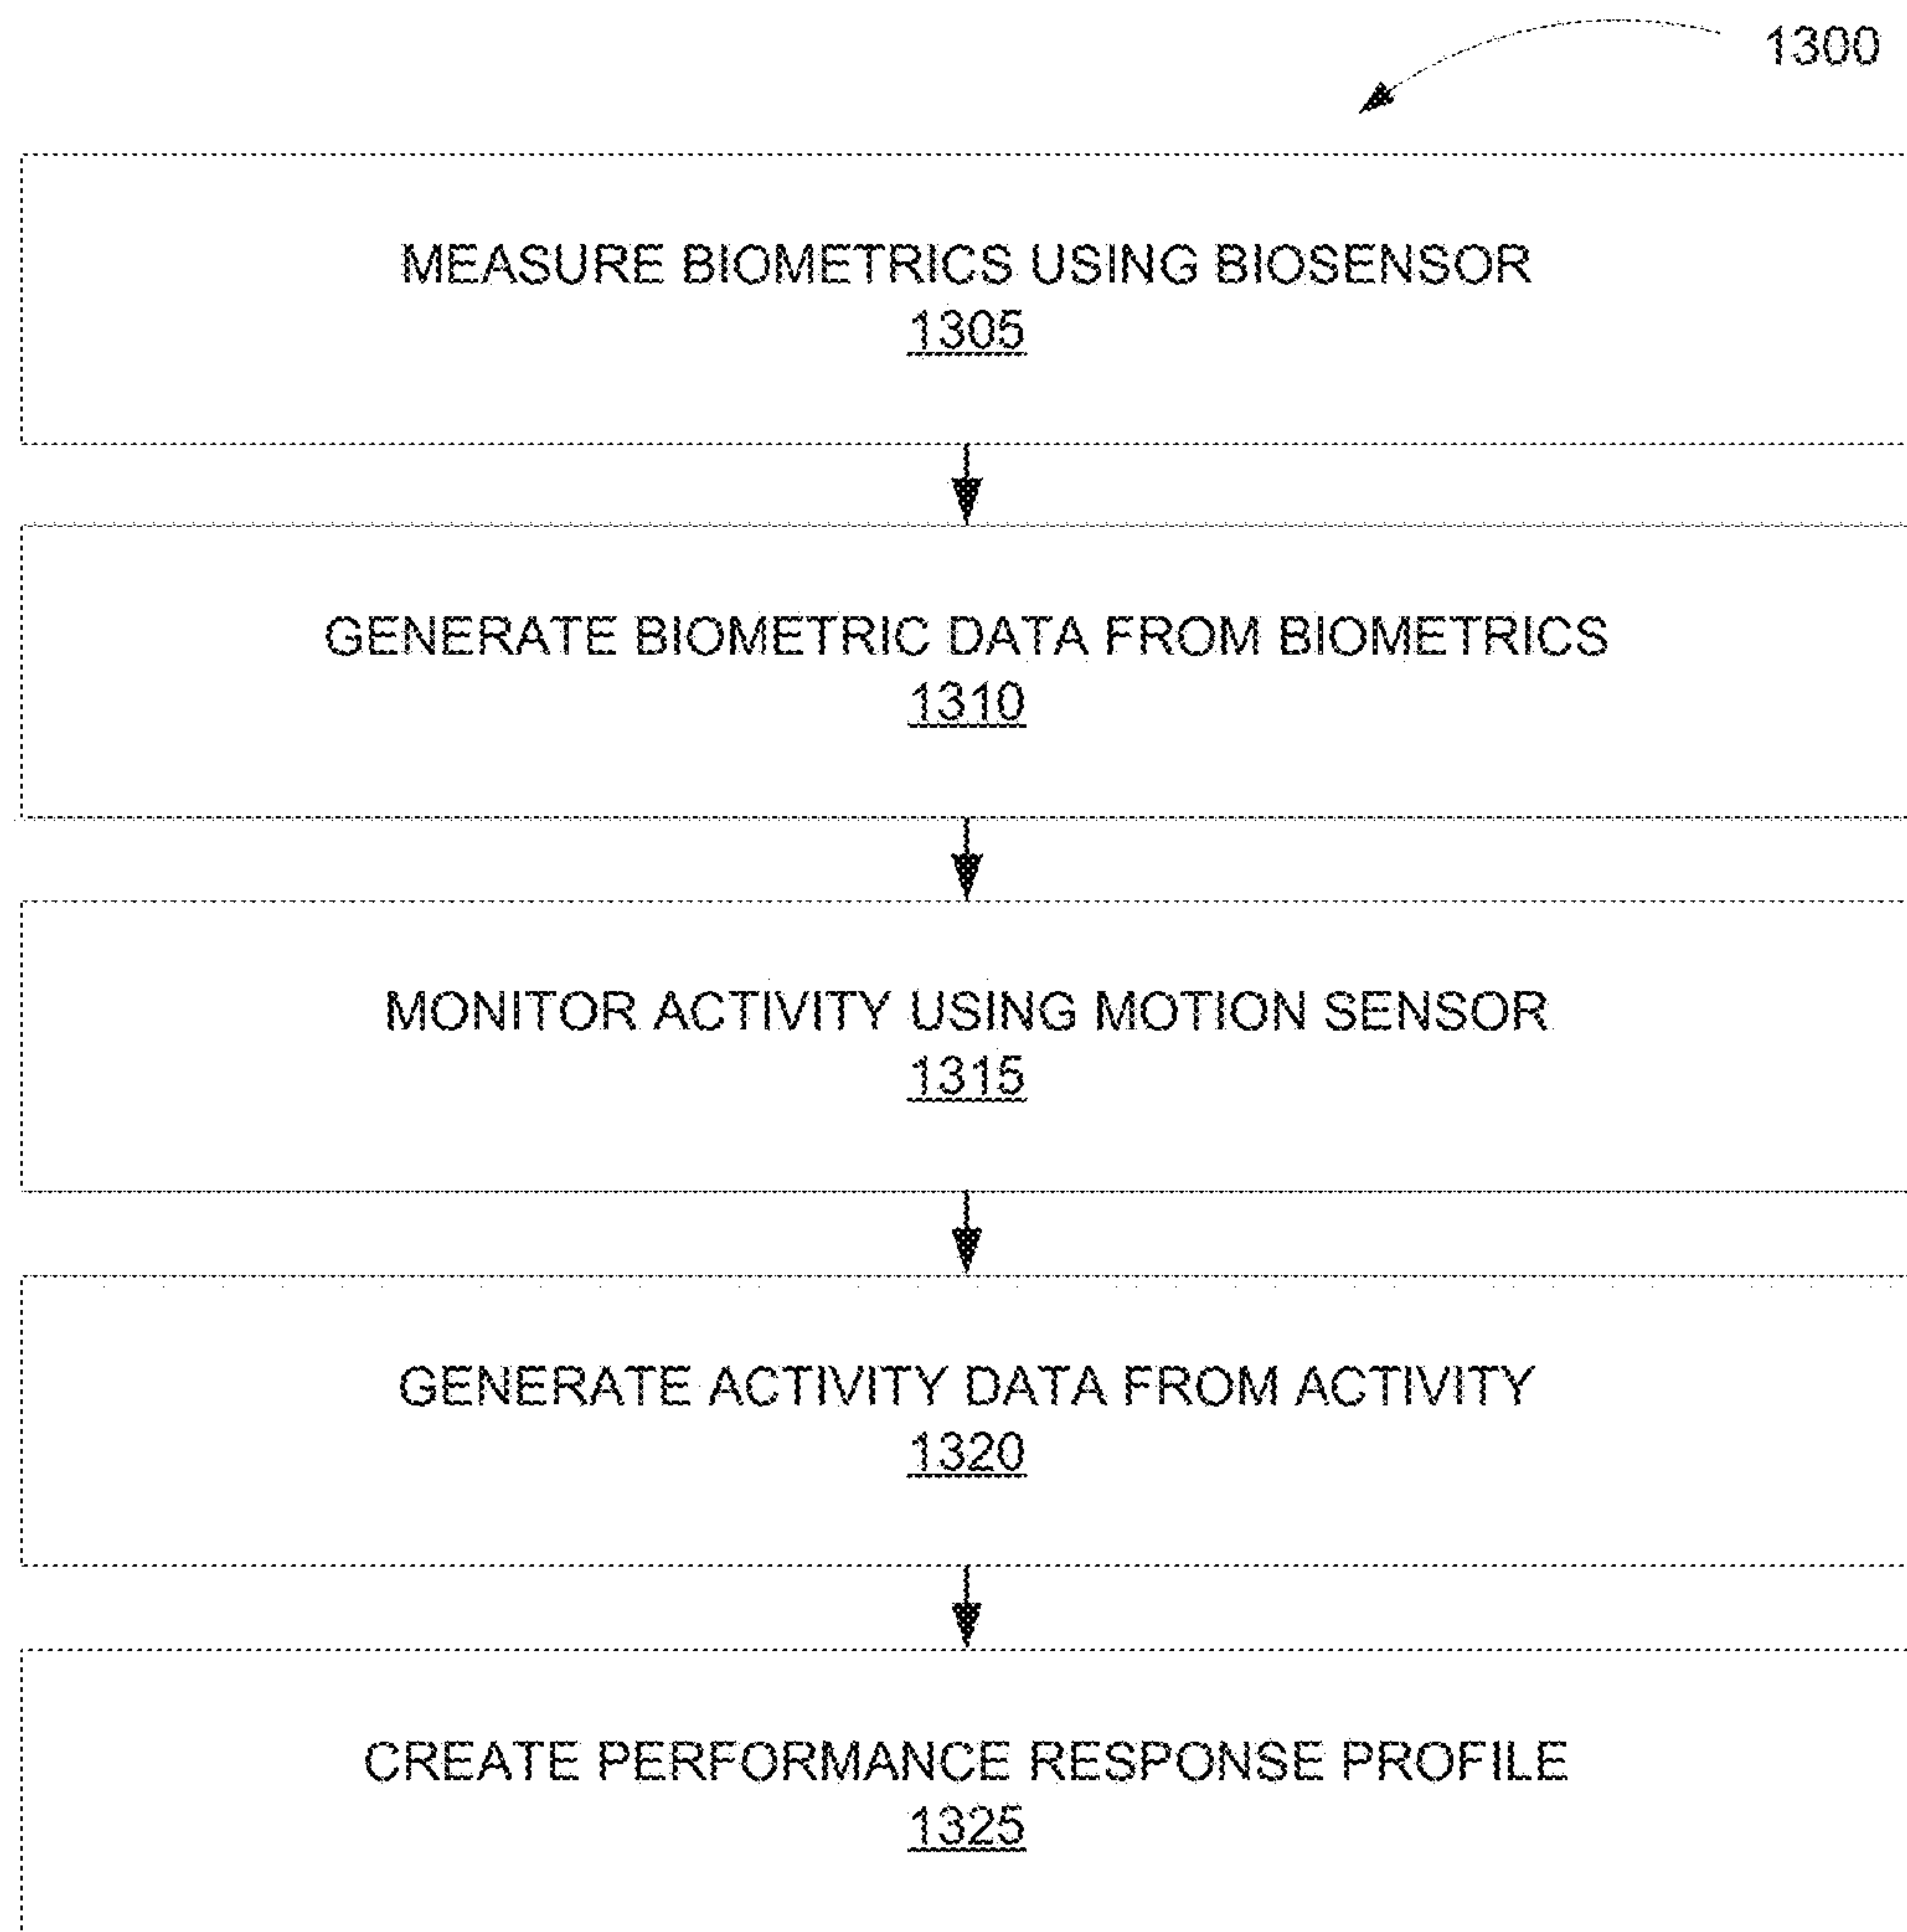 1300
MEASURE BIOMETRICS USING BIOSENSOR
1305
GENERATE BIOMETRIC DATA FROM BIOMETRICS
1310
MONITOR ACTIVITY USING MOTION SENSOR
1315
GENERATE ACTIVITY DATA FROM ACTIVITY
1320
CREATE PERFORMANCE RESPONSE PROFILE
1325